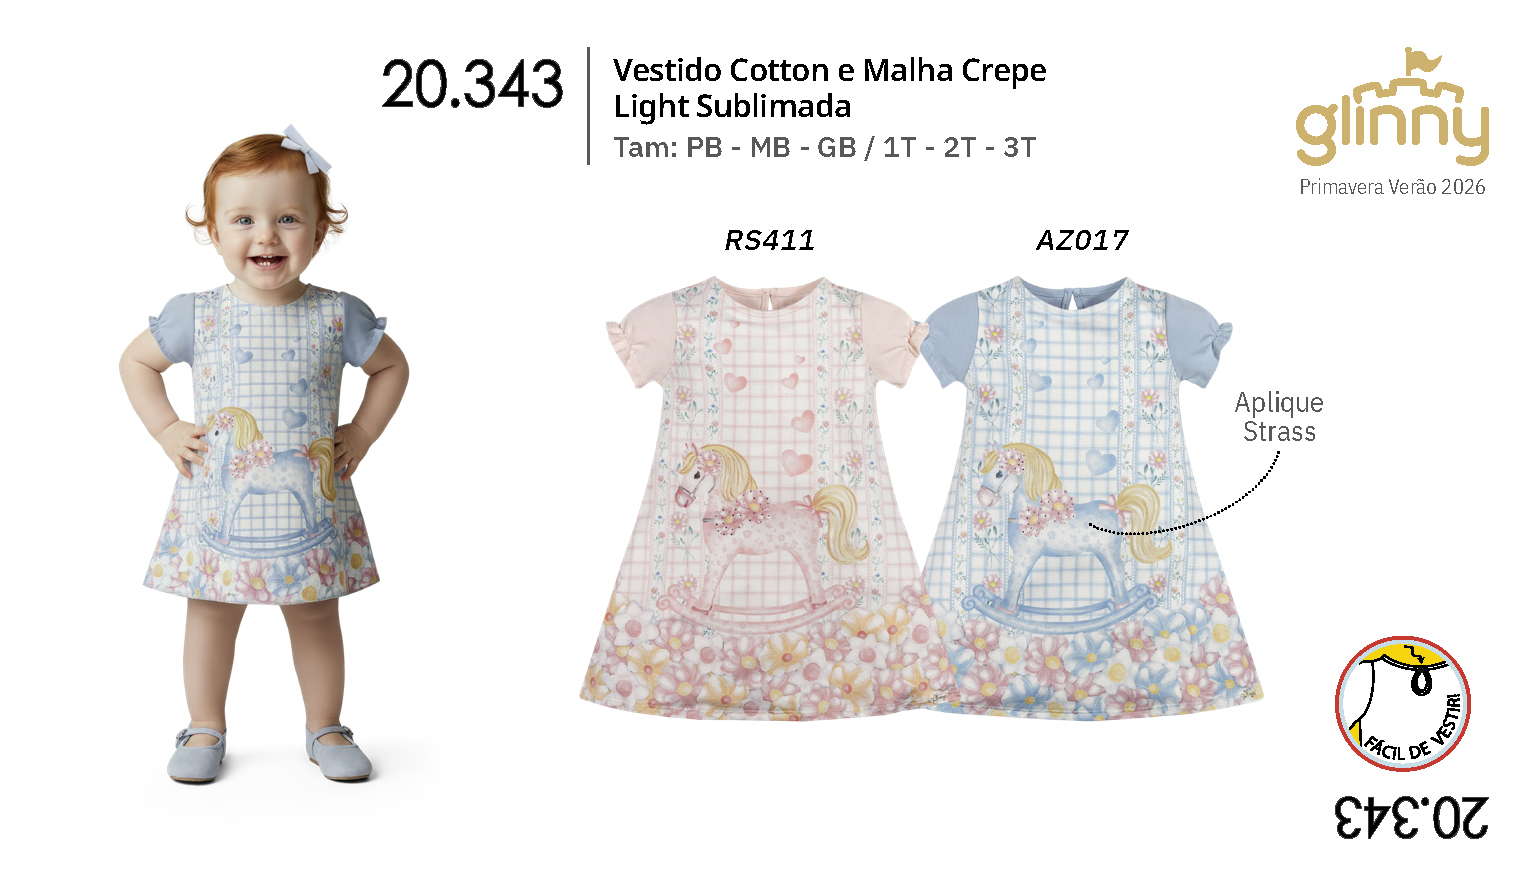 20.343
Vestido Cotton e Malha Crepe
Light Sublimada
Tam: PB - MB - GB / 1T - 2T - 3T
glinny
Primavera Verão 2026
RS411
AZ017
Aplique
Strass
FÁCIL DE VESTIR!
20.343